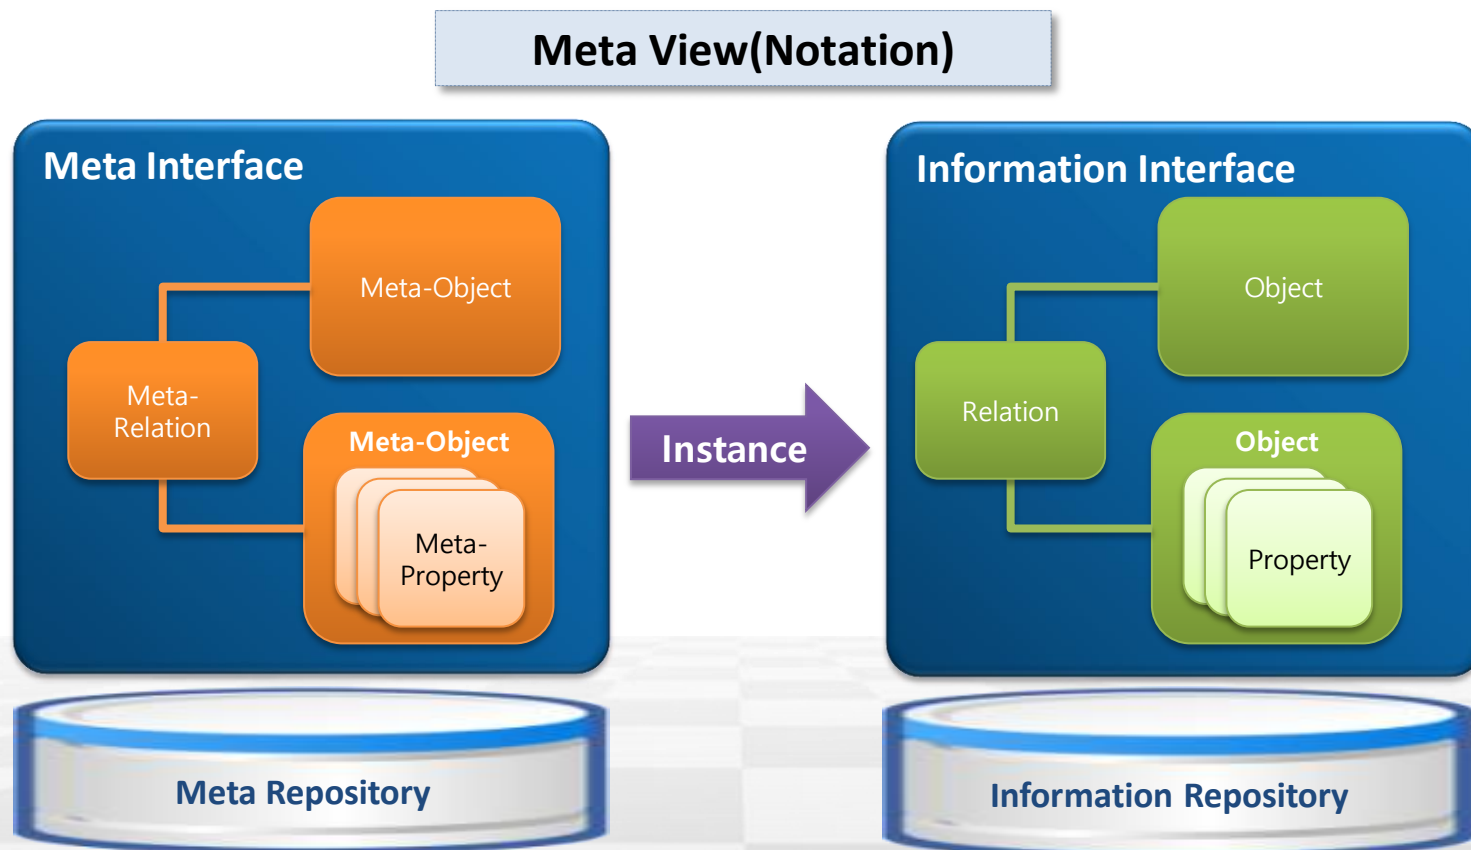 Meta View(Notation)
Meta Interface
Meta-Object
Meta-
Relation
Meta-Object
Meta-
Property
Instance
Information Interface
Object
Relation
Object
Property
Meta Repository
Information Repository